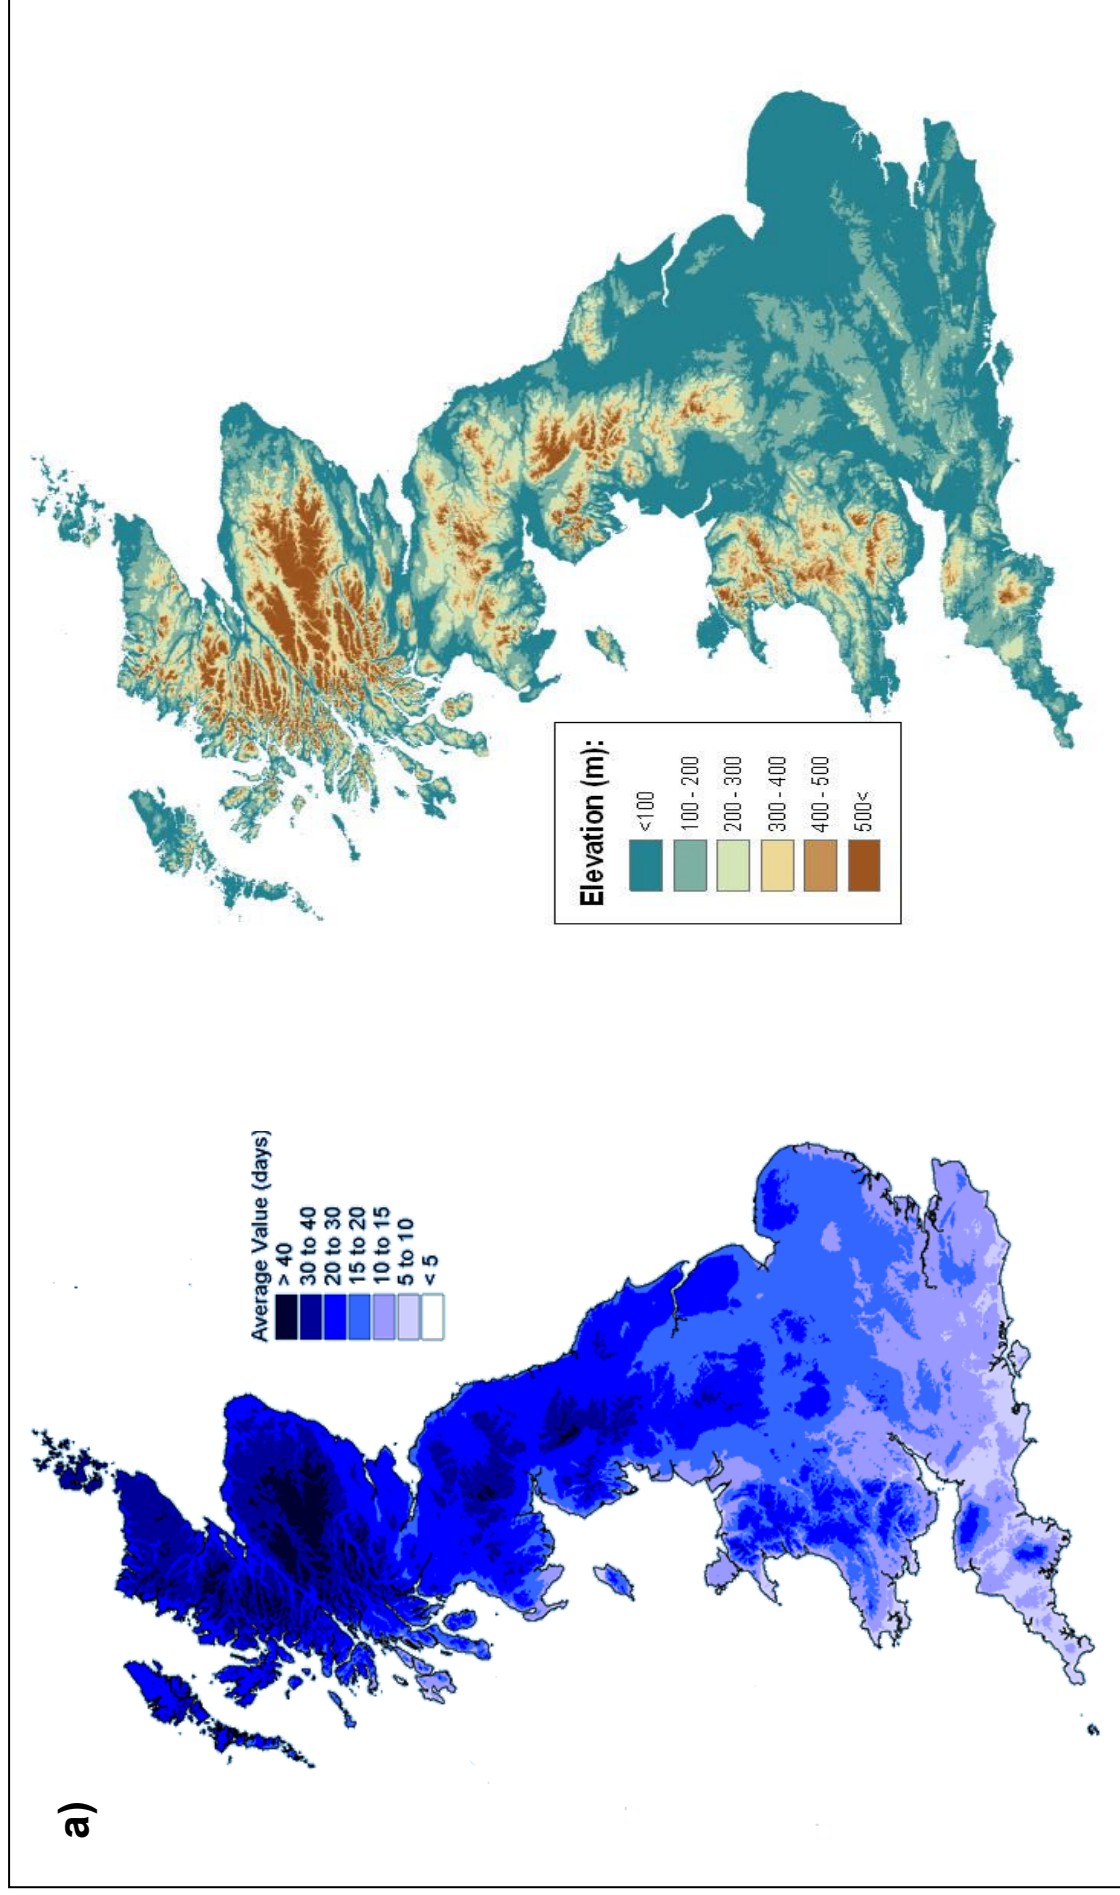 a)
Average Value (days)
> 40
30 to 40
20 to 30
15 to 20
10 to 15
5 to 10
< 5
Elevation (m):
<100
100 - 200
200 - 300
300 - 400
400 - 500
500<